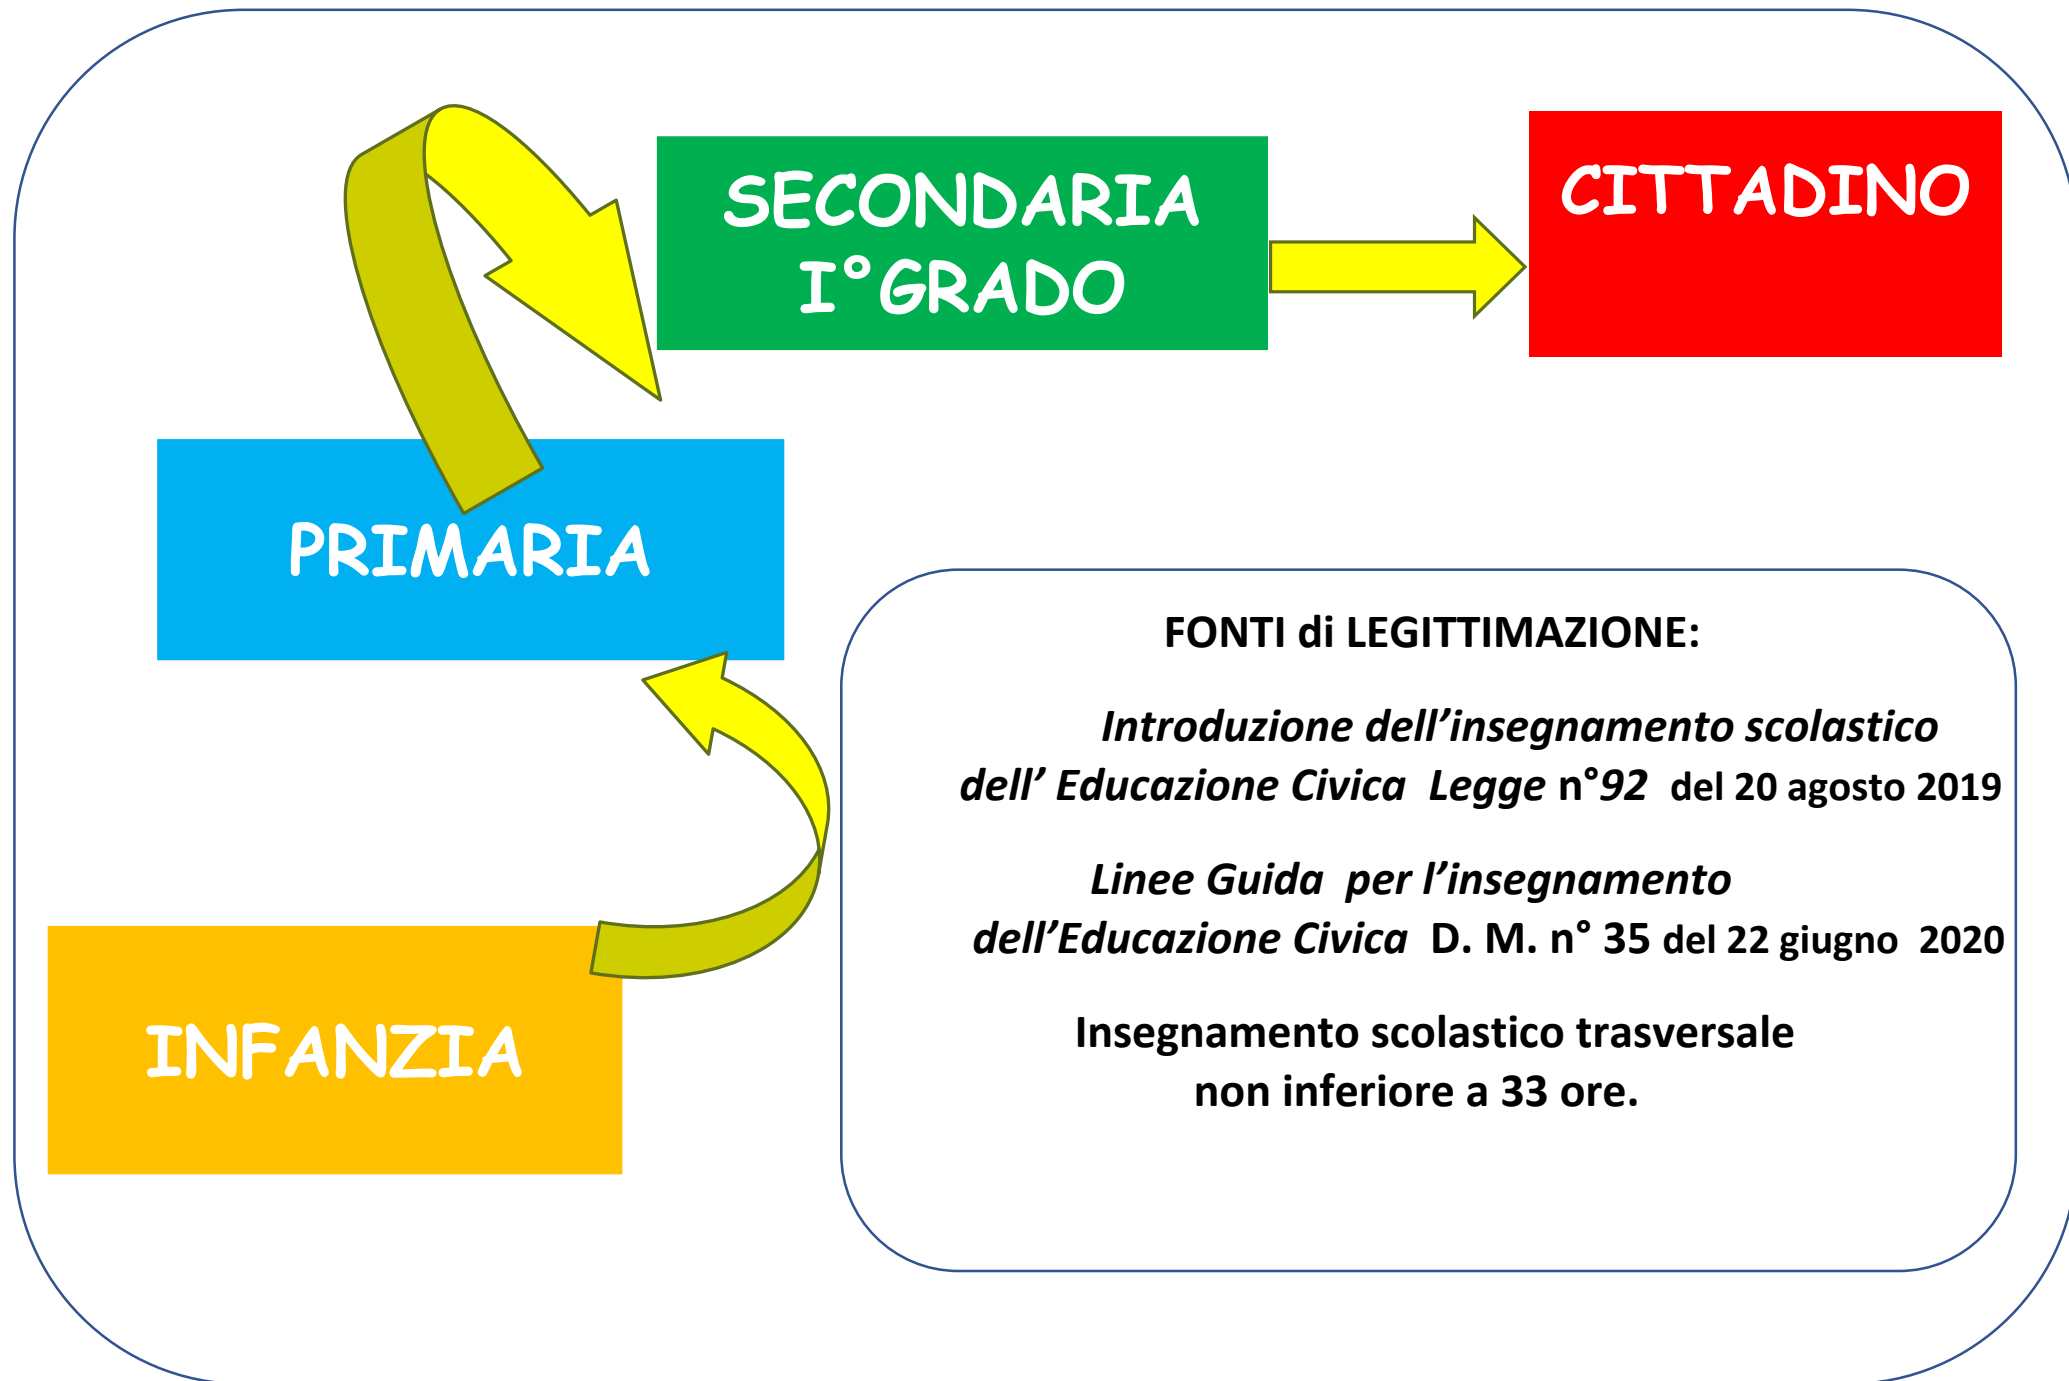 SECONDARIA
I°GRADO
CITTADINO
PRIMARIA
INFANZIA
FONTI di LEGITTIMAZIONE:
Introduzione dell’insegnamento scolastico
dell’ Educazione Civica Legge n°92 del 20 agosto 2019
Linee Guida per l’insegnamento
dell’Educazione Civica D. M. n° 35 del 22 giugno 2020
Insegnamento scolastico trasversale
non inferiore a 33 ore.